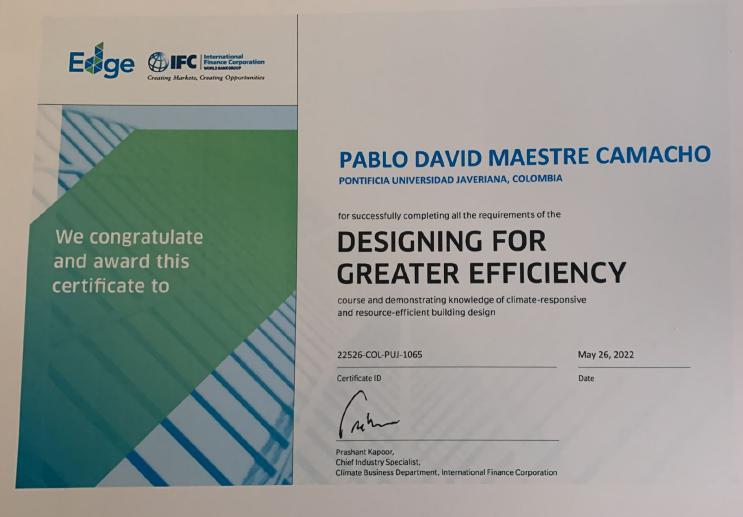 Edge
IFC
International
Finance Corporation
WORLD BANK GROUP
Creating Markets, Creating Opportunities
We congratulate
and award this
certificate to
PABLO DAVID MAESTRE CAMACHO
PONTIFICIA UNIVERSIDAD JAVERIANA, COLOMBIA
for successfully completing all the requirements of the
DESIGNING FOR
GREATER EFFICIENCY
course and demonstrating knowledge of climate-responsive
and resource-efficient building design
22526-COL-PUJ-1065
May 26, 2022
Certificate ID
Date
Prashant Kapoor,
Chief Industry Specialist,
Climate Business Department, International Finance Corporation